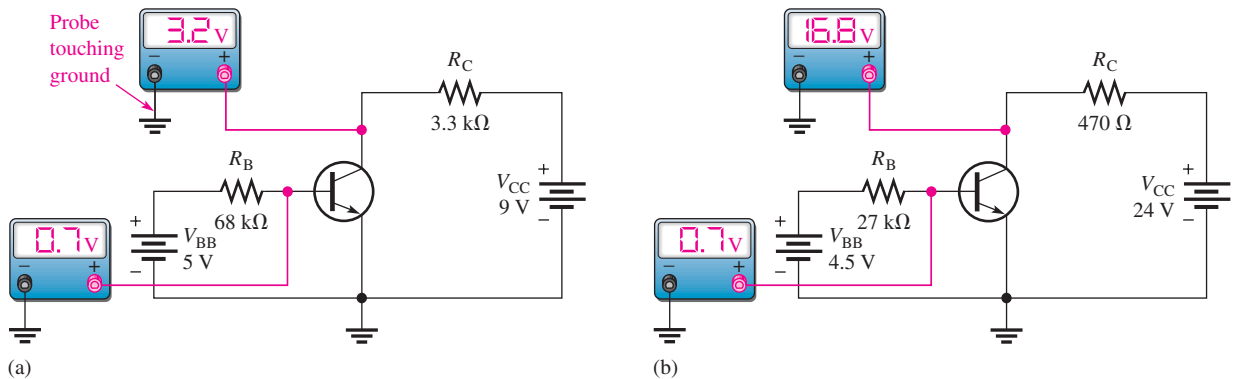 Probe
touching
ground
3.2 V
− +
R_C
3.3 kΩ
R_B
68 kΩ
+
V_BB
5 V
−
+
V_CC
9 V
−
0.7 V
− +
(a)
16.8 V
− +
R_C
470 Ω
R_B
27 kΩ
+
V_BB
4.5 V
−
+
V_CC
24 V
−
0.7 V
− +
(b)